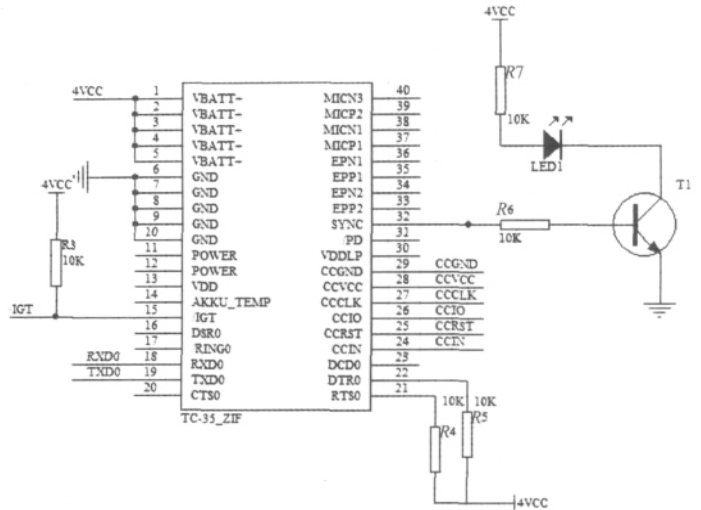 4VCC
R7
10K
LED1
T1
R6
10K
4VCC
4VCC
R3
10K
/IGT
RXD0
TXD0
1 VBATT+ MICN3 40
2 VBATT+ MICP2 39
3 VBATT+ MICN1 38
4 VBATT+ MICP1 37
5 VBATT+ EPN1 36
6 GND EPP1 35
7 GND EPN2 34
8 GND EPP2 33
9 GND SYNC 32
10 GND /PD 31
11 POWER VDDLP 30
12 POWER CCGND 29 CCGND
13 VDD CCVCC 28 CCVCC
14 AKKU_TEMP CCCLK 27 CCCLK
15 /IGT CCIO 26 CCIO
16 DSR0 CCRST 25 CCRST
17 /RING0 CCIN 24 CCIN
18 RXD0 DCD0 23
19 TXD0 DTR0 22
20 CTS0 RTS0 21
TC-35_ZIF
10K 10K
R4 R5
4VCC